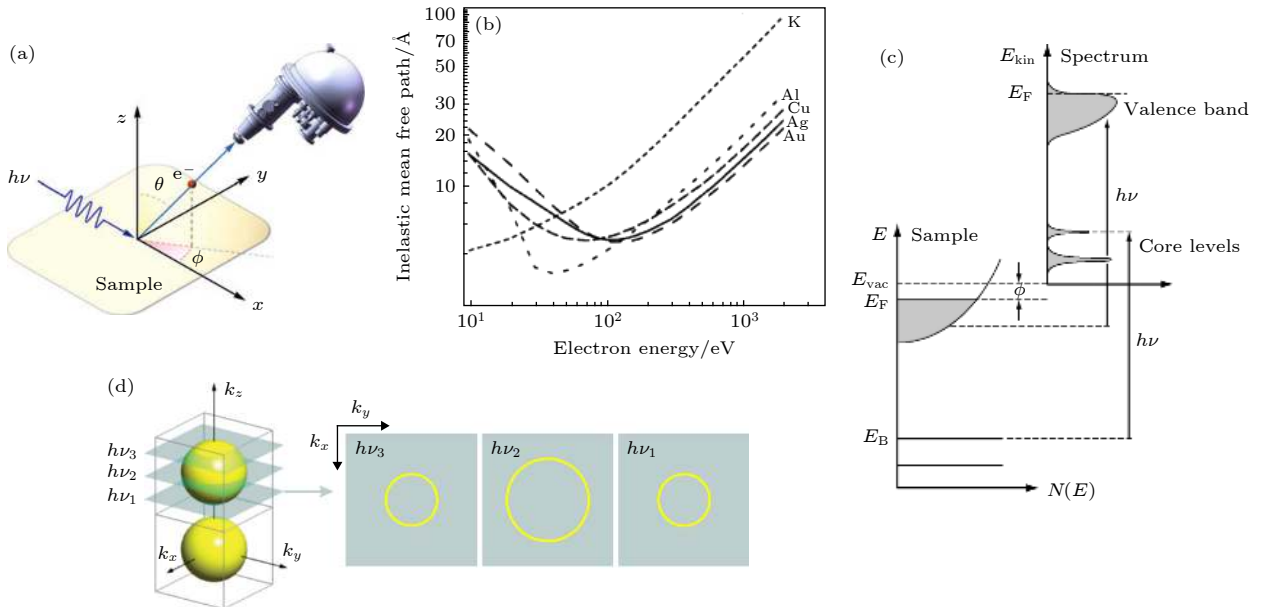 (a)
z
e−
θ
y
hν
ϕ
Sample
x
(b)
Inelastic mean free path/Å
100
70
50
30
20
10
K
Al
Cu
Ag
Au
10¹
10²
10³
Electron energy/eV
(c)
E_kin
Spectrum
E_F
Valence band
hν
Core levels
E
Sample
E_vac
ϕ
E_F
hν
E_B
N(E)
(d)
k_z
hν₃
hν₂
hν₁
k_x
k_y
k_y
k_x
hν₃
hν₂
hν₁